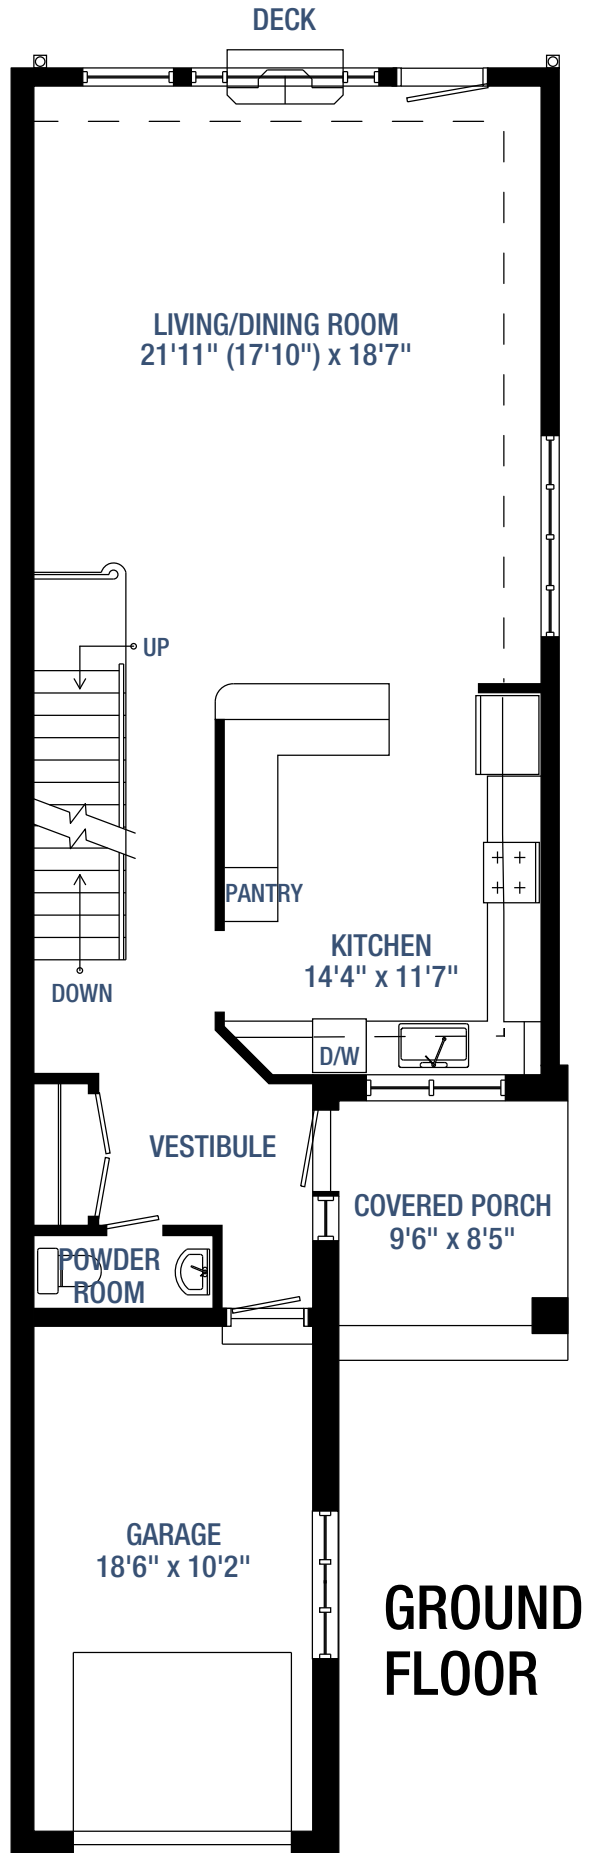 DECK
LIVING/DINING ROOM
21'11" (17'10") x 18'7"
UP
PANTRY
KITCHEN
14'4" x 11'7"
DOWN
D/W
VESTIBULE
COVERED PORCH
9'6" x 8'5"
POWDER
ROOM
GARAGE
18'6" x 10'2"
GROUND
FLOOR